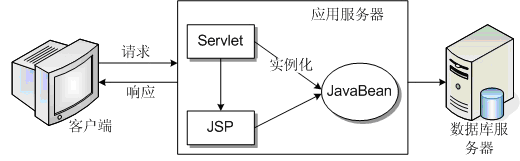 应用服务器
请求
Servlet
实例化
响应
JavaBean
JSP
客户端
数据库服
务器